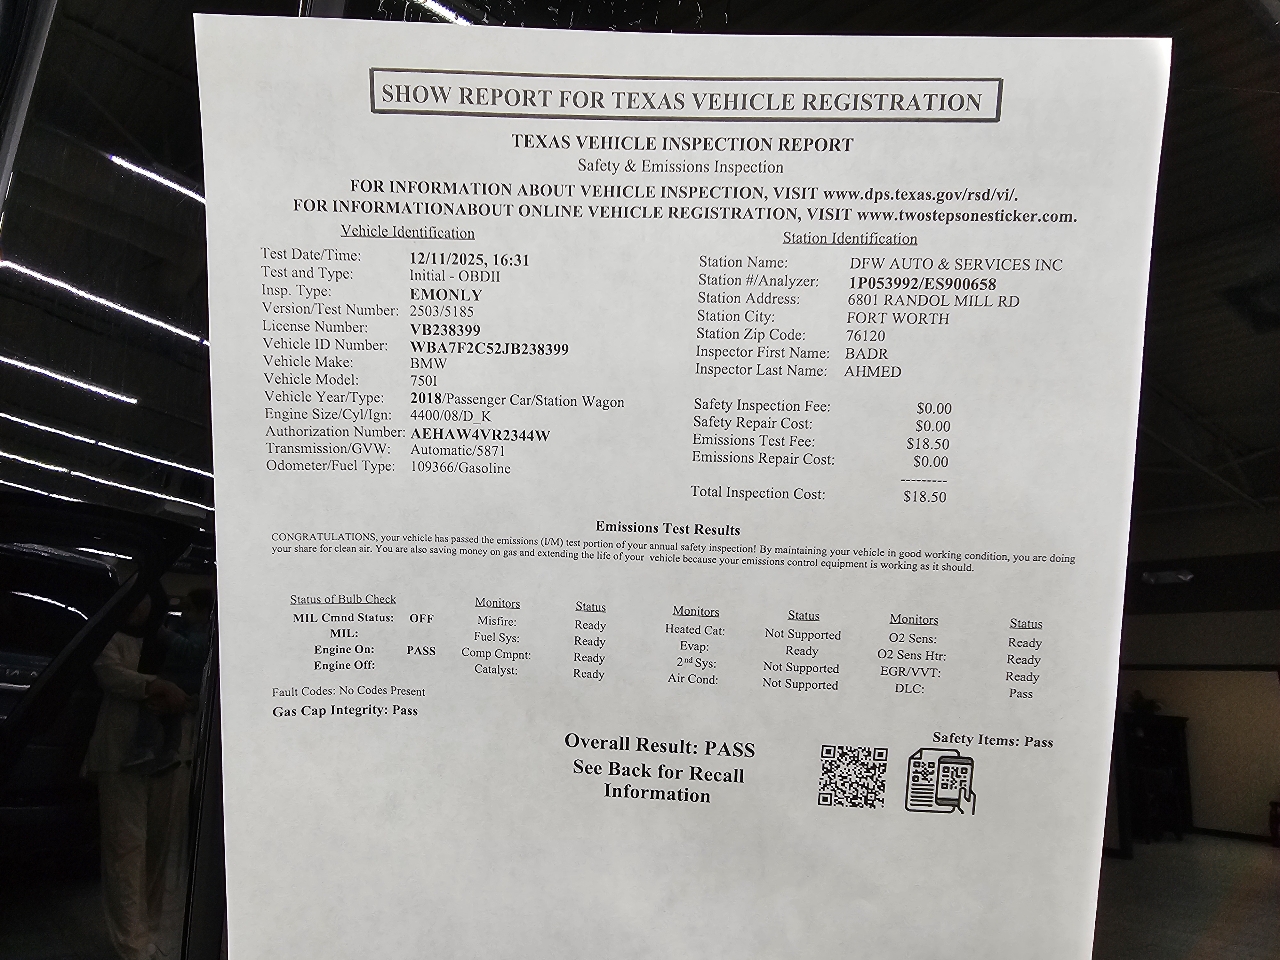 SHOW REPORT FOR TEXAS VEHICLE REGISTRATION
TEXAS VEHICLE INSPECTION REPORT
Safety & Emissions Inspection
FOR INFORMATION ABOUT VEHICLE INSPECTION, VISIT www.dps.texas.gov/rsd/vi/.
FOR INFORMATIONABOUT ONLINE VEHICLE REGISTRATION, VISIT www.twostepsonesticker.com.
Vehicle Identification
Test Date/Time: 12/11/2025, 16:31
Test and Type: Initial - OBDII
Insp. Type: EMONLY
Version/Test Number: 2503/5185
License Number: VB238399
Vehicle ID Number: WBA7F2C52JB238399
Vehicle Make: BMW
Vehicle Model: 750I
Vehicle Year/Type: 2018/Passenger Car/Station Wagon
Engine Size/Cyl/Ign: 4400/08/D_K
Authorization Number: AEHAW4VR2344W
Transmission/GVW: Automatic/5871
Odometer/Fuel Type: 109366/Gasoline
Station Identification
Station Name: DFW AUTO & SERVICES INC
Station #/Analyzer: 1P053992/ES900658
Station Address: 6801 RANDOL MILL RD
Station City: FORT WORTH
Station Zip Code: 76120
Inspector First Name: BADR
Inspector Last Name: AHMED
Safety Inspection Fee: $0.00
Safety Repair Cost: $0.00
Emissions Test Fee: $18.50
Emissions Repair Cost: $0.00
---------
Total Inspection Cost: $18.50
Emissions Test Results
CONGRATULATIONS, your vehicle has passed the emissions (I/M) test portion of your annual safety inspection! By maintaining your vehicle in good working condition, you are doing
your share for clean air. You are also saving money on gas and extending the life of your vehicle because your emissions control equipment is working as it should.
Status of Bulb Check
MIL Cmnd Status: OFF
MIL:
Engine On: PASS
Engine Off:
Monitors Status
Misfire: Ready
Fuel Sys: Ready
Comp Cmpnt: Ready
Catalyst: Ready
Monitors Status
Heated Cat: Not Supported
Evap: Ready
2nd Sys: Not Supported
Air Cond: Not Supported
Monitors Status
O2 Sens: Ready
O2 Sens Htr: Ready
EGR/VVT: Ready
DLC: Pass
Fault Codes: No Codes Present
Gas Cap Integrity: Pass
Overall Result: PASS
See Back for Recall
Information
Safety Items: Pass